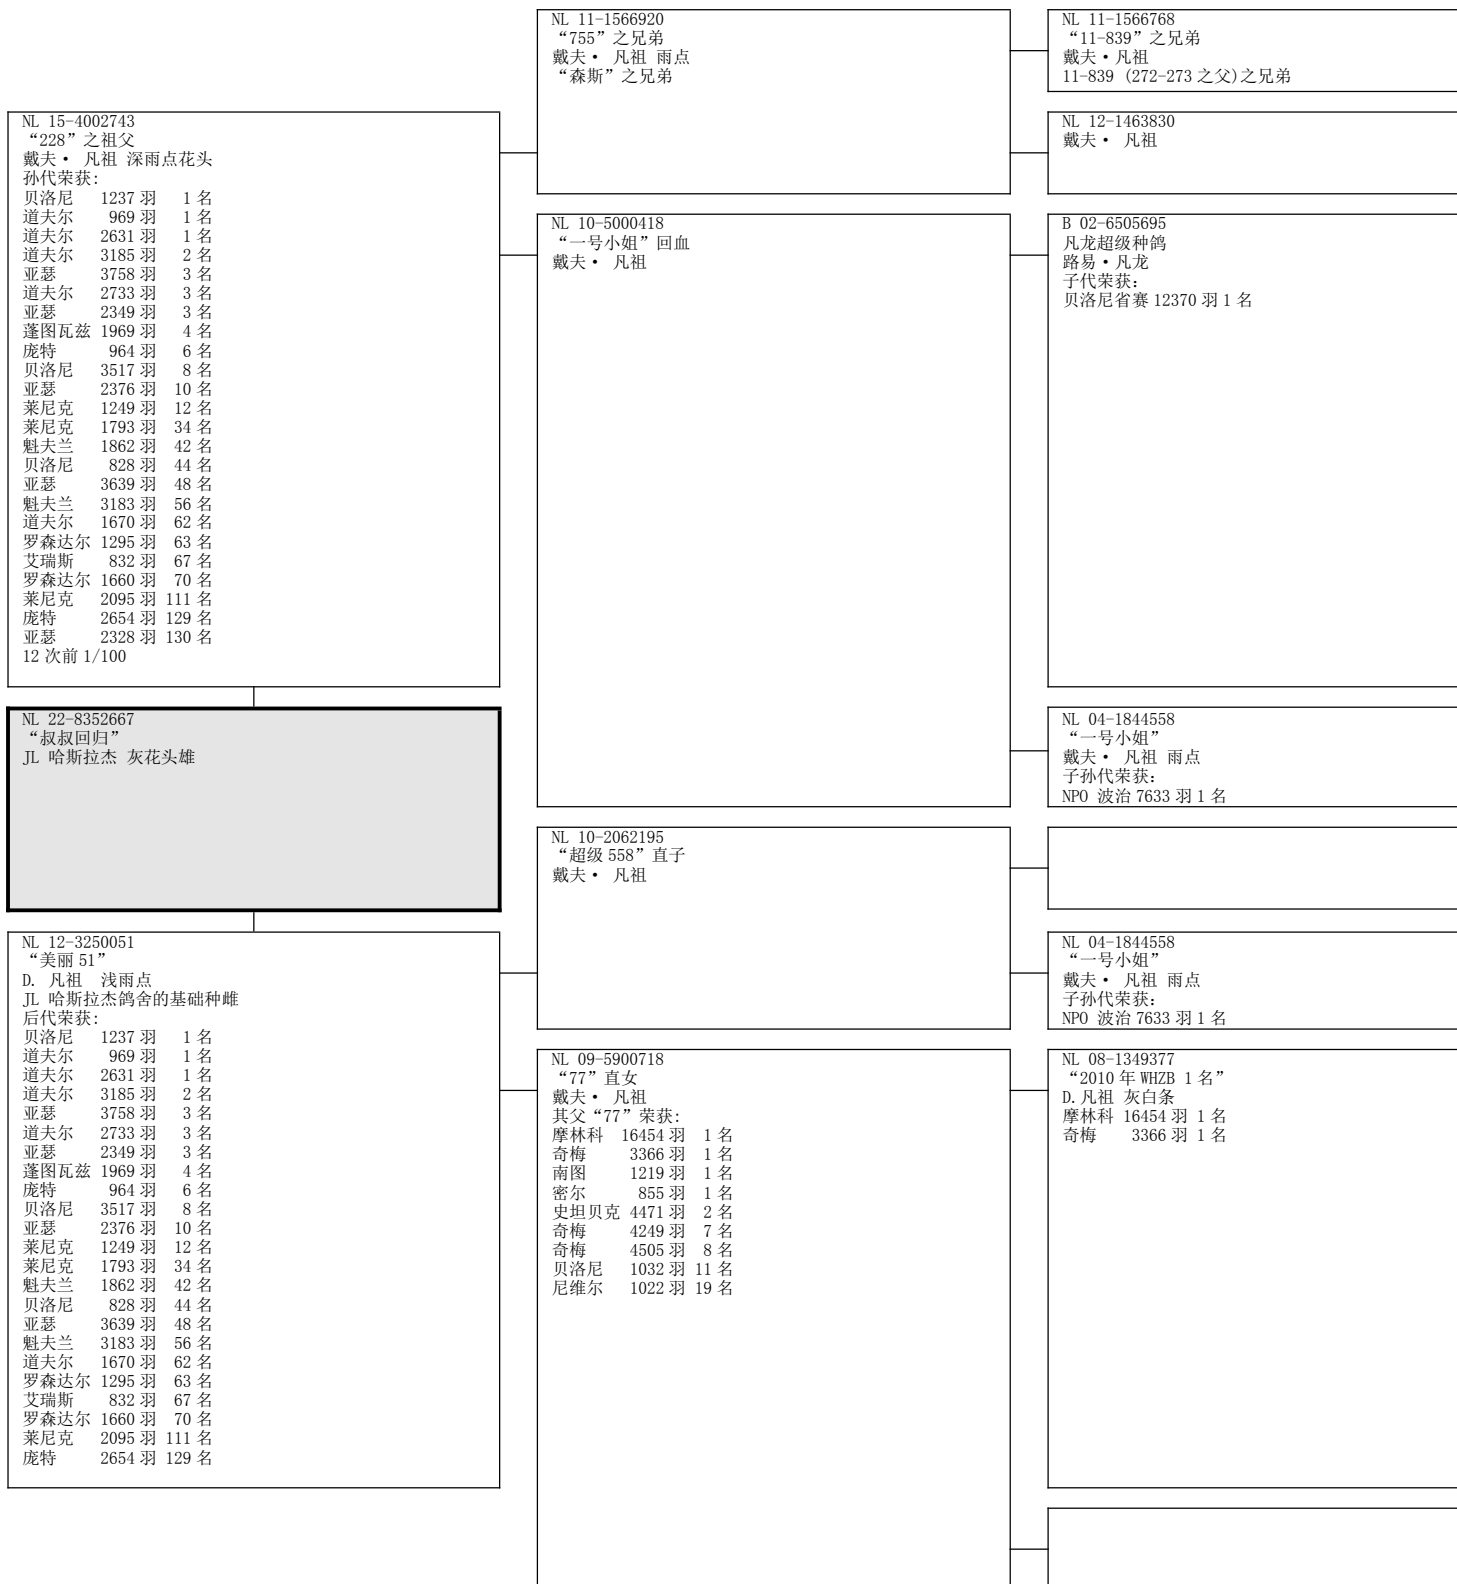 NL 15-4002743
“228”之祖父
戴夫• 凡祖 深雨点花头
孙代荣获:
贝洛尼 1237 羽 1 名
道夫尔 969 羽 1 名
道夫尔 2631 羽 1 名
道夫尔 3185 羽 2 名
亚瑟 3758 羽 3 名
道夫尔 2733 羽 3 名
亚瑟 2349 羽 3 名
蓬图瓦兹 1969 羽 4 名
庞特 964 羽 6 名
贝洛尼 3517 羽 8 名
亚瑟 2376 羽 10 名
莱尼克 1249 羽 12 名
莱尼克 1793 羽 34 名
魁夫兰 1862 羽 42 名
贝洛尼 828 羽 44 名
亚瑟 3639 羽 48 名
魁夫兰 3183 羽 56 名
道夫尔 1670 羽 62 名
罗森达尔 1295 羽 63 名
艾瑞斯 832 羽 67 名
罗森达尔 1660 羽 70 名
莱尼克 2095 羽 111 名
庞特 2654 羽 129 名
亚瑟 2328 羽 130 名
12 次前 1/100
NL 22-8352667
“叔叔回归”
JL 哈斯拉杰 灰花头雄
NL 12-3250051
“美丽 51”
D. 凡祖 浅雨点
JL 哈斯拉杰鸽舍的基础种雌
后代荣获:
贝洛尼 1237 羽 1 名
道夫尔 969 羽 1 名
道夫尔 2631 羽 1 名
道夫尔 3185 羽 2 名
亚瑟 3758 羽 3 名
道夫尔 2733 羽 3 名
亚瑟 2349 羽 3 名
蓬图瓦兹 1969 羽 4 名
庞特 964 羽 6 名
贝洛尼 3517 羽 8 名
亚瑟 2376 羽 10 名
莱尼克 1249 羽 12 名
莱尼克 1793 羽 34 名
魁夫兰 1862 羽 42 名
贝洛尼 828 羽 44 名
亚瑟 3639 羽 48 名
魁夫兰 3183 羽 56 名
道夫尔 1670 羽 62 名
罗森达尔 1295 羽 63 名
艾瑞斯 832 羽 67 名
罗森达尔 1660 羽 70 名
莱尼克 2095 羽 111 名
庞特 2654 羽 129 名
NL 11-1566920
“755”之兄弟
戴夫• 凡祖 雨点
“森斯”之兄弟
NL 10-5000418
“一号小姐”回血
戴夫• 凡祖
NL 10-2062195
“超级 558”直子
戴夫• 凡祖
NL 09-5900718
“77”直女
戴夫• 凡祖
其父“77”荣获:
摩林科 16454 羽 1 名
奇梅 3366 羽 1 名
南图 1219 羽 1 名
密尔 855 羽 1 名
史坦贝克 4471 羽 2 名
奇梅 4249 羽 7 名
奇梅 4505 羽 8 名
贝洛尼 1032 羽 11 名
尼维尔 1022 羽 19 名
NL 11-1566768
“11-839”之兄弟
戴夫•凡祖
11-839 (272-273 之父)之兄弟
NL 12-1463830
戴夫• 凡祖
B 02-6505695
凡龙超级种鸽
路易•凡龙
子代荣获:
贝洛尼省赛 12370 羽 1 名
NL 04-1844558
“一号小姐”
戴夫• 凡祖 雨点
子孙代荣获:
NPO 波治 7633 羽 1 名
NL 04-1844558
“一号小姐”
戴夫• 凡祖 雨点
子孙代荣获:
NPO 波治 7633 羽 1 名
NL 08-1349377
“2010 年 WHZB 1 名”
D.凡祖 灰白条
摩林科 16454 羽 1 名
奇梅 3366 羽 1 名